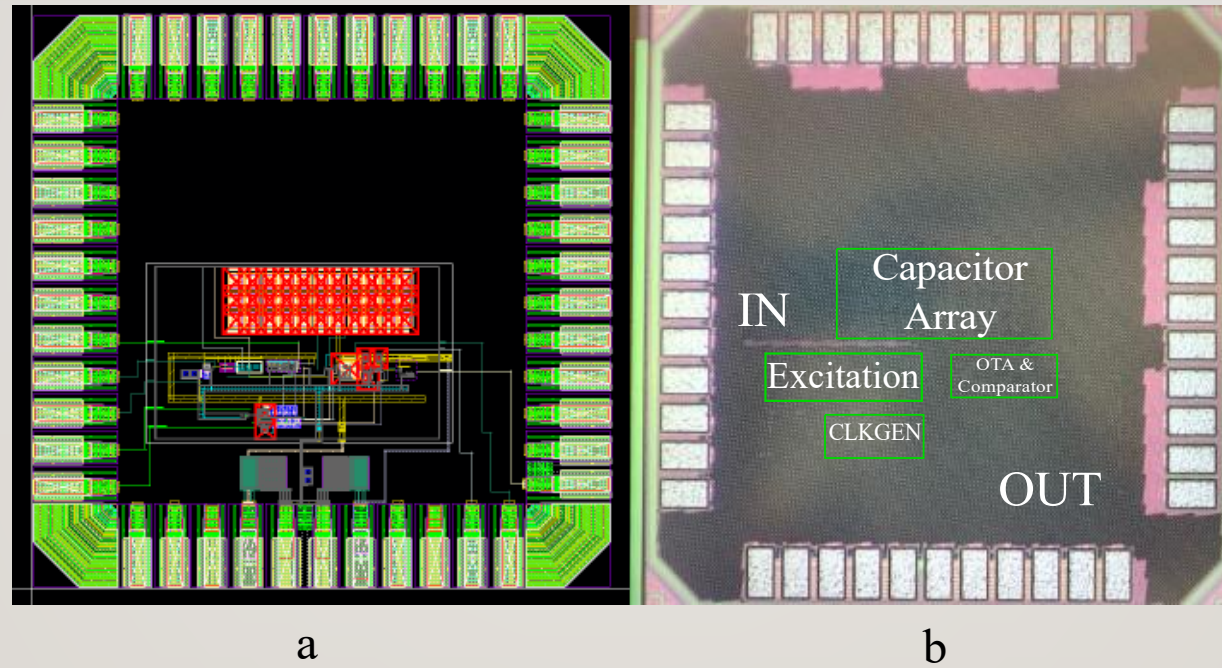 Capacitor
Array
IN
Excitation
OTA &
Comparator
CLKGEN
OUT
a
b